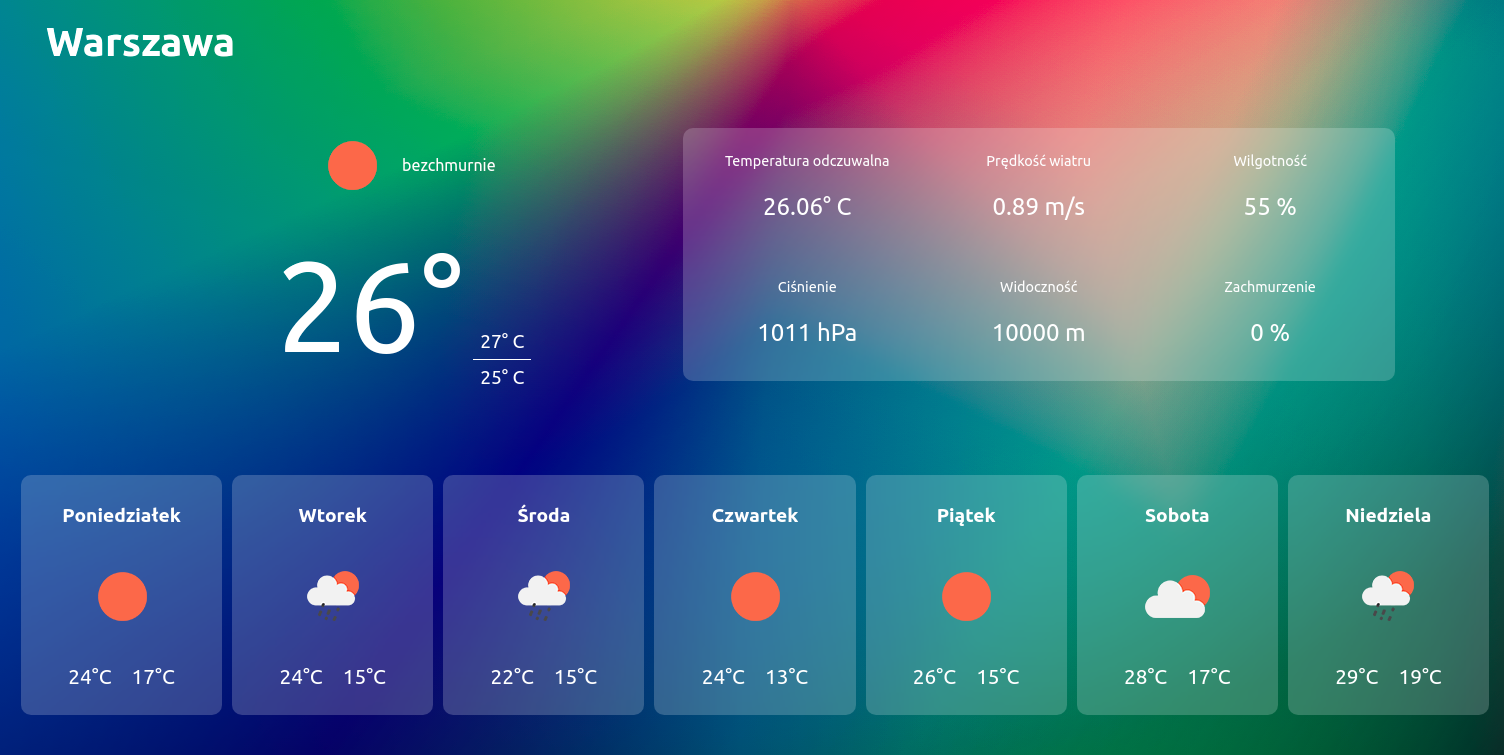 Warszawa
bezchmurnie
26°
27° C
25° C
Temperatura odczuwalna
Prędkość wiatru
Wilgotność
26.06° C
0.89 m/s
55 %
Ciśnienie
Widoczność
Zachmurzenie
1011 hPa
10000 m
0 %
Poniedziałek
24°C 17°C
Wtorek
24°C 15°C
Środa
22°C 15°C
Czwartek
24°C 13°C
Piątek
26°C 15°C
Sobota
28°C 17°C
Niedziela
29°C 19°C